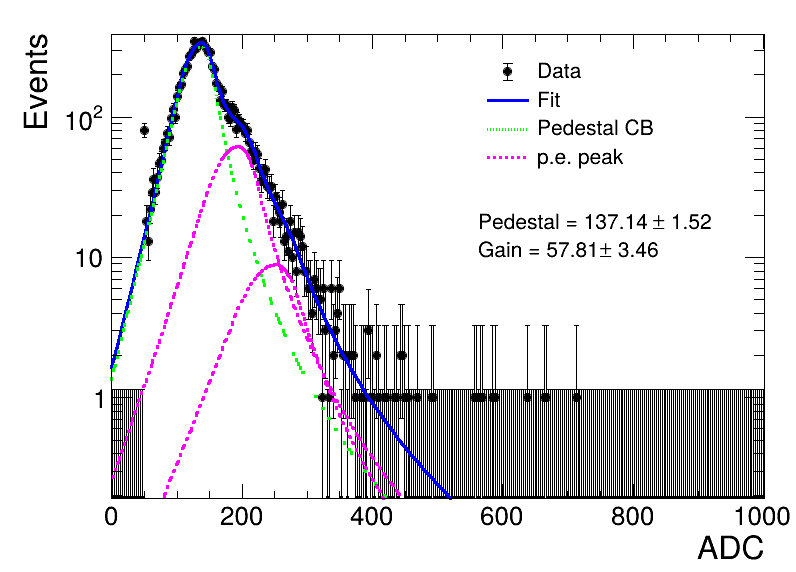 Events
Data
Fit
Pedestal CB
p.e. peak
Pedestal = 137.14 ± 1.52
Gain = 57.81 ± 3.46
10²
10
1
0 200 400 600 800 1000
ADC